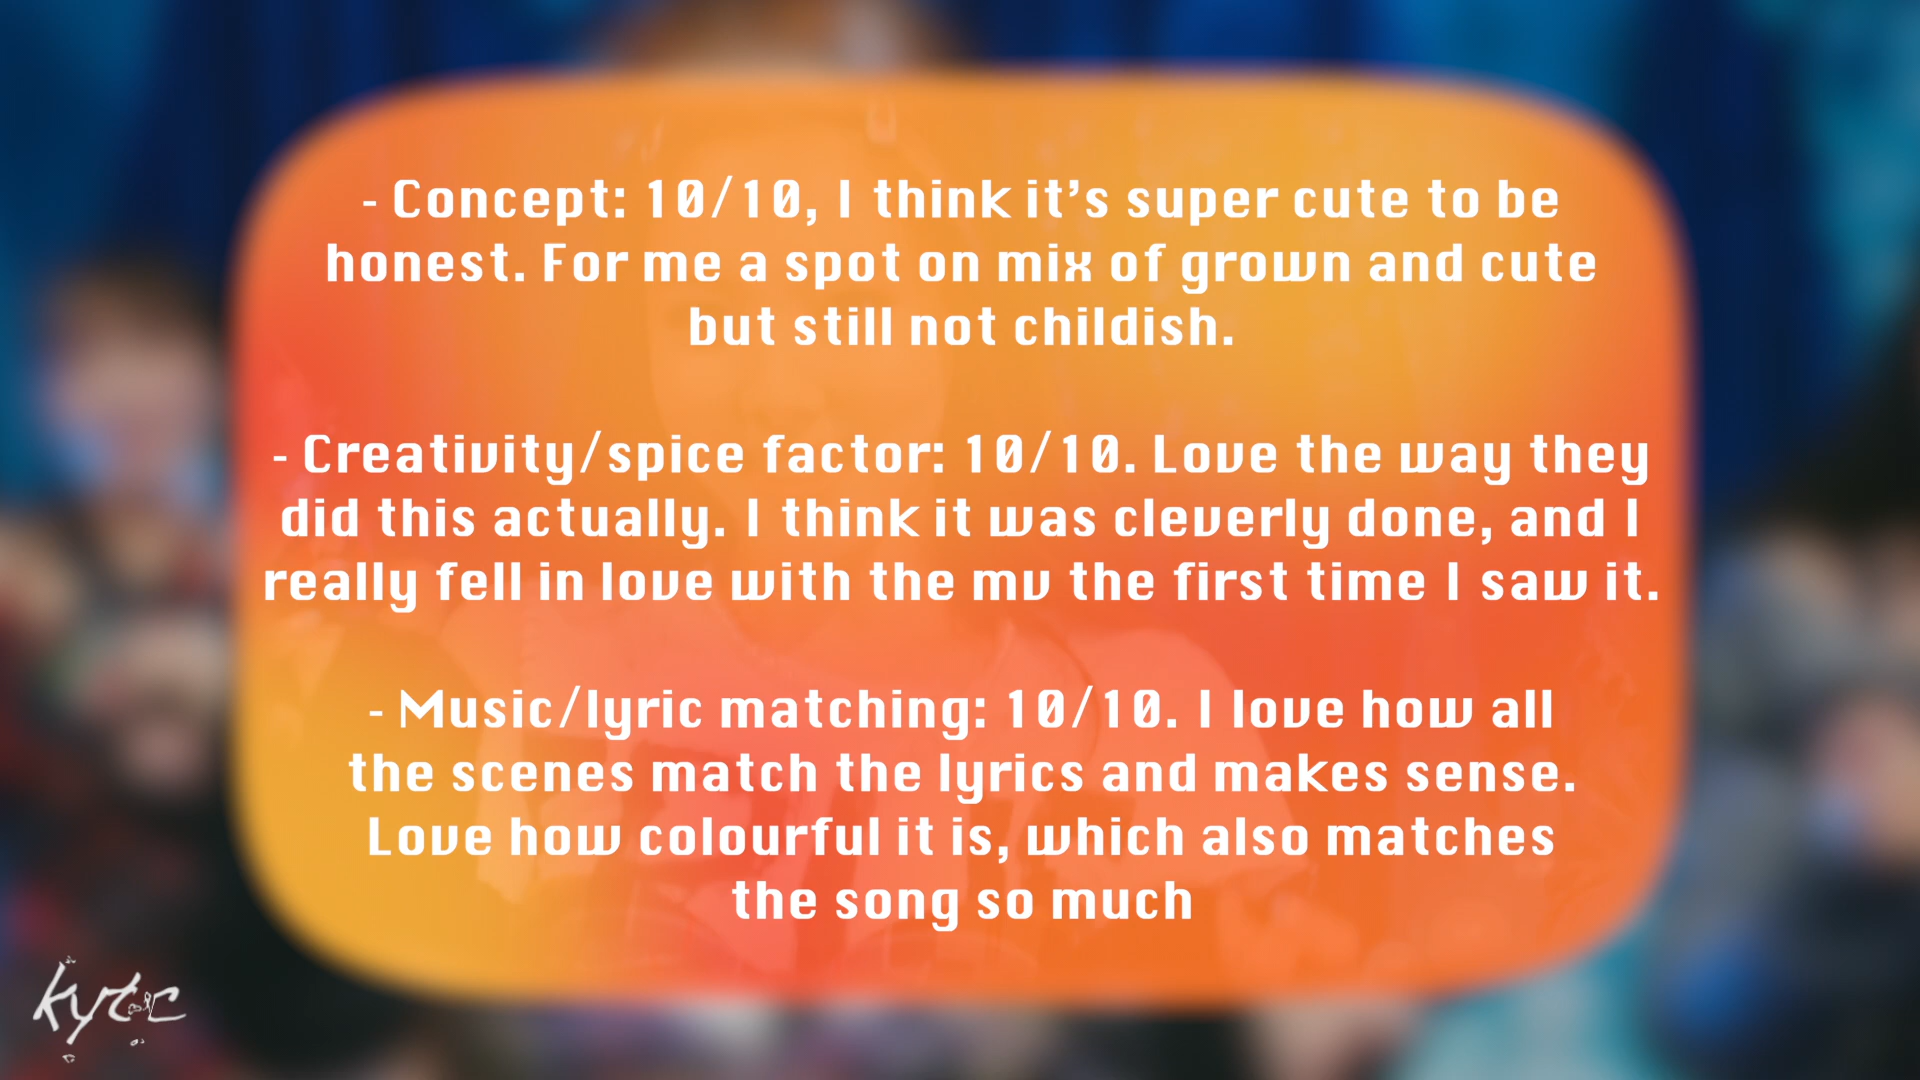 - Concept: 10/10, I think it's super cute to be
honest. For me a spot on mix of grown and cute
but still not childish.
- Creativity/spice factor: 10/10. Love the way they
did this actually. I think it was cleverly done, and I
really fell in love with the mv the first time I saw it.
- Music/lyric matching: 10/10. I love how all
the scenes match the lyrics and makes sense.
Love how colourful it is, which also matches
the song so much